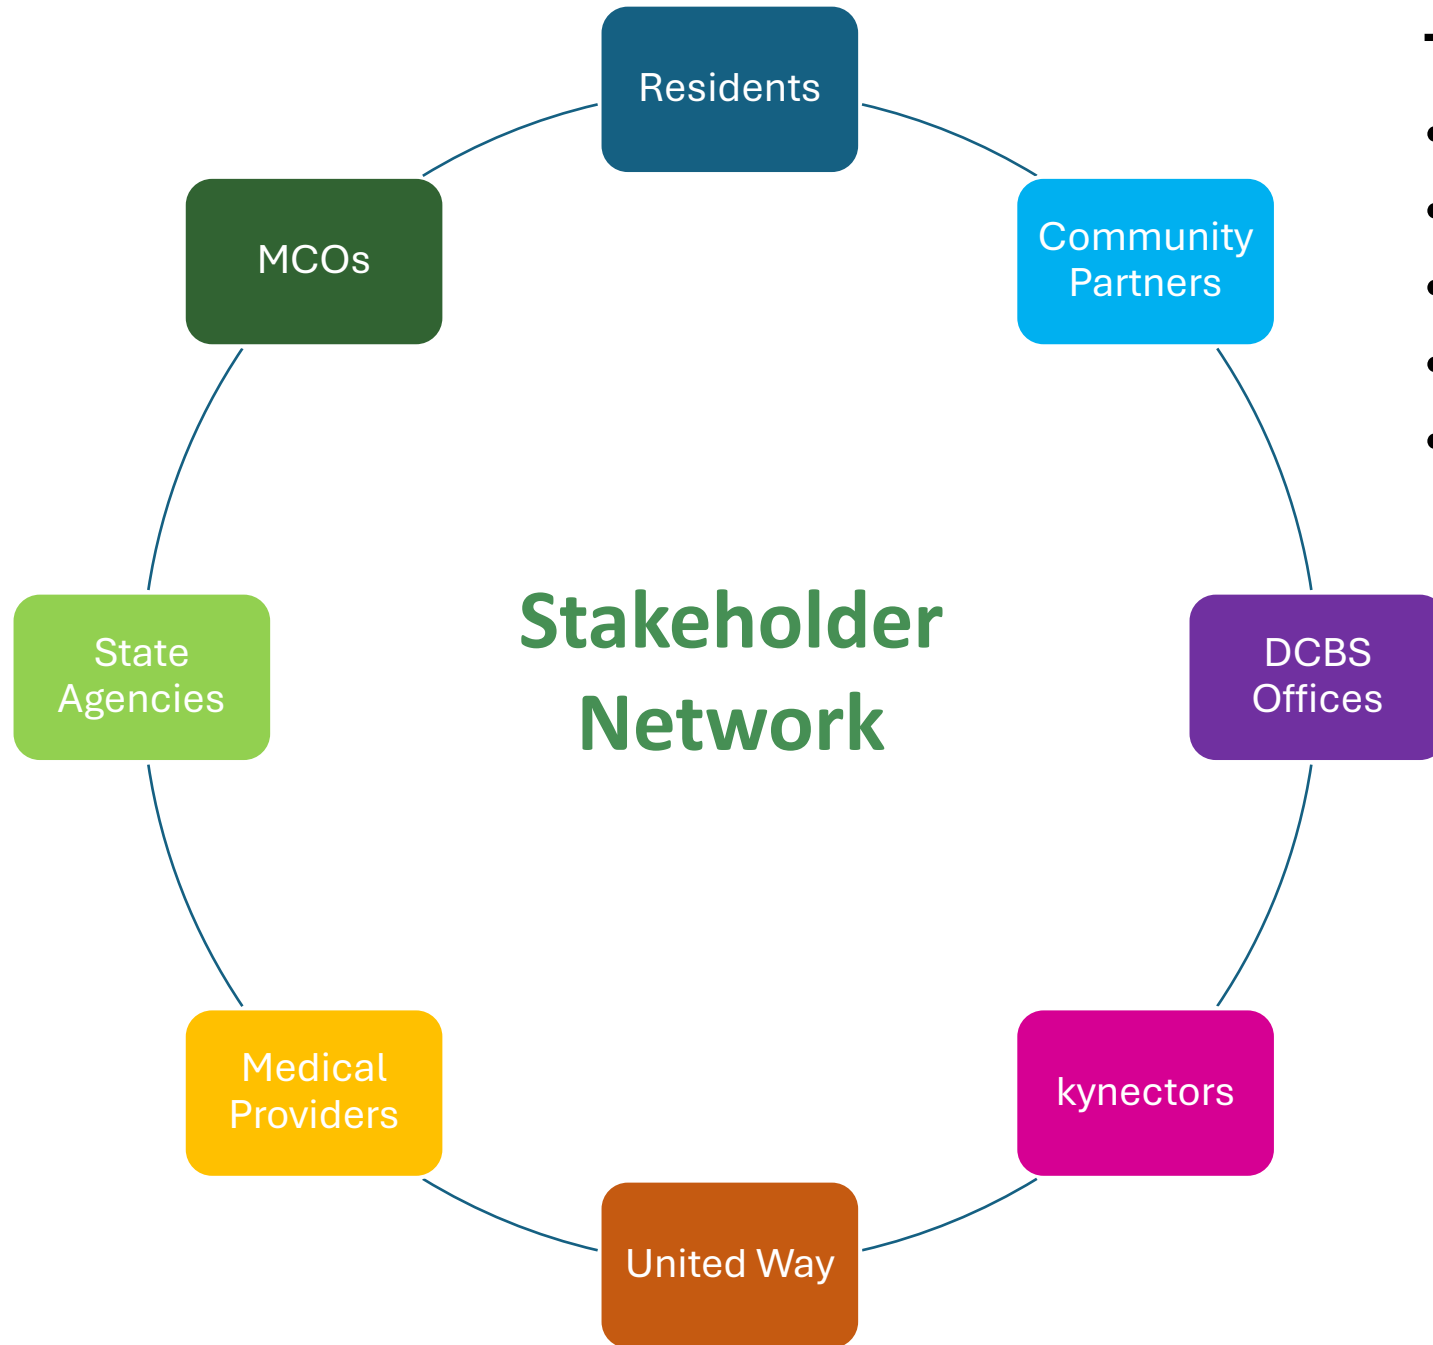 Residents
Community
Partners
MCOs
Stakeholder
Network
State
Agencies
DCBS
Offices
Medical
Providers
kynectors
United Way